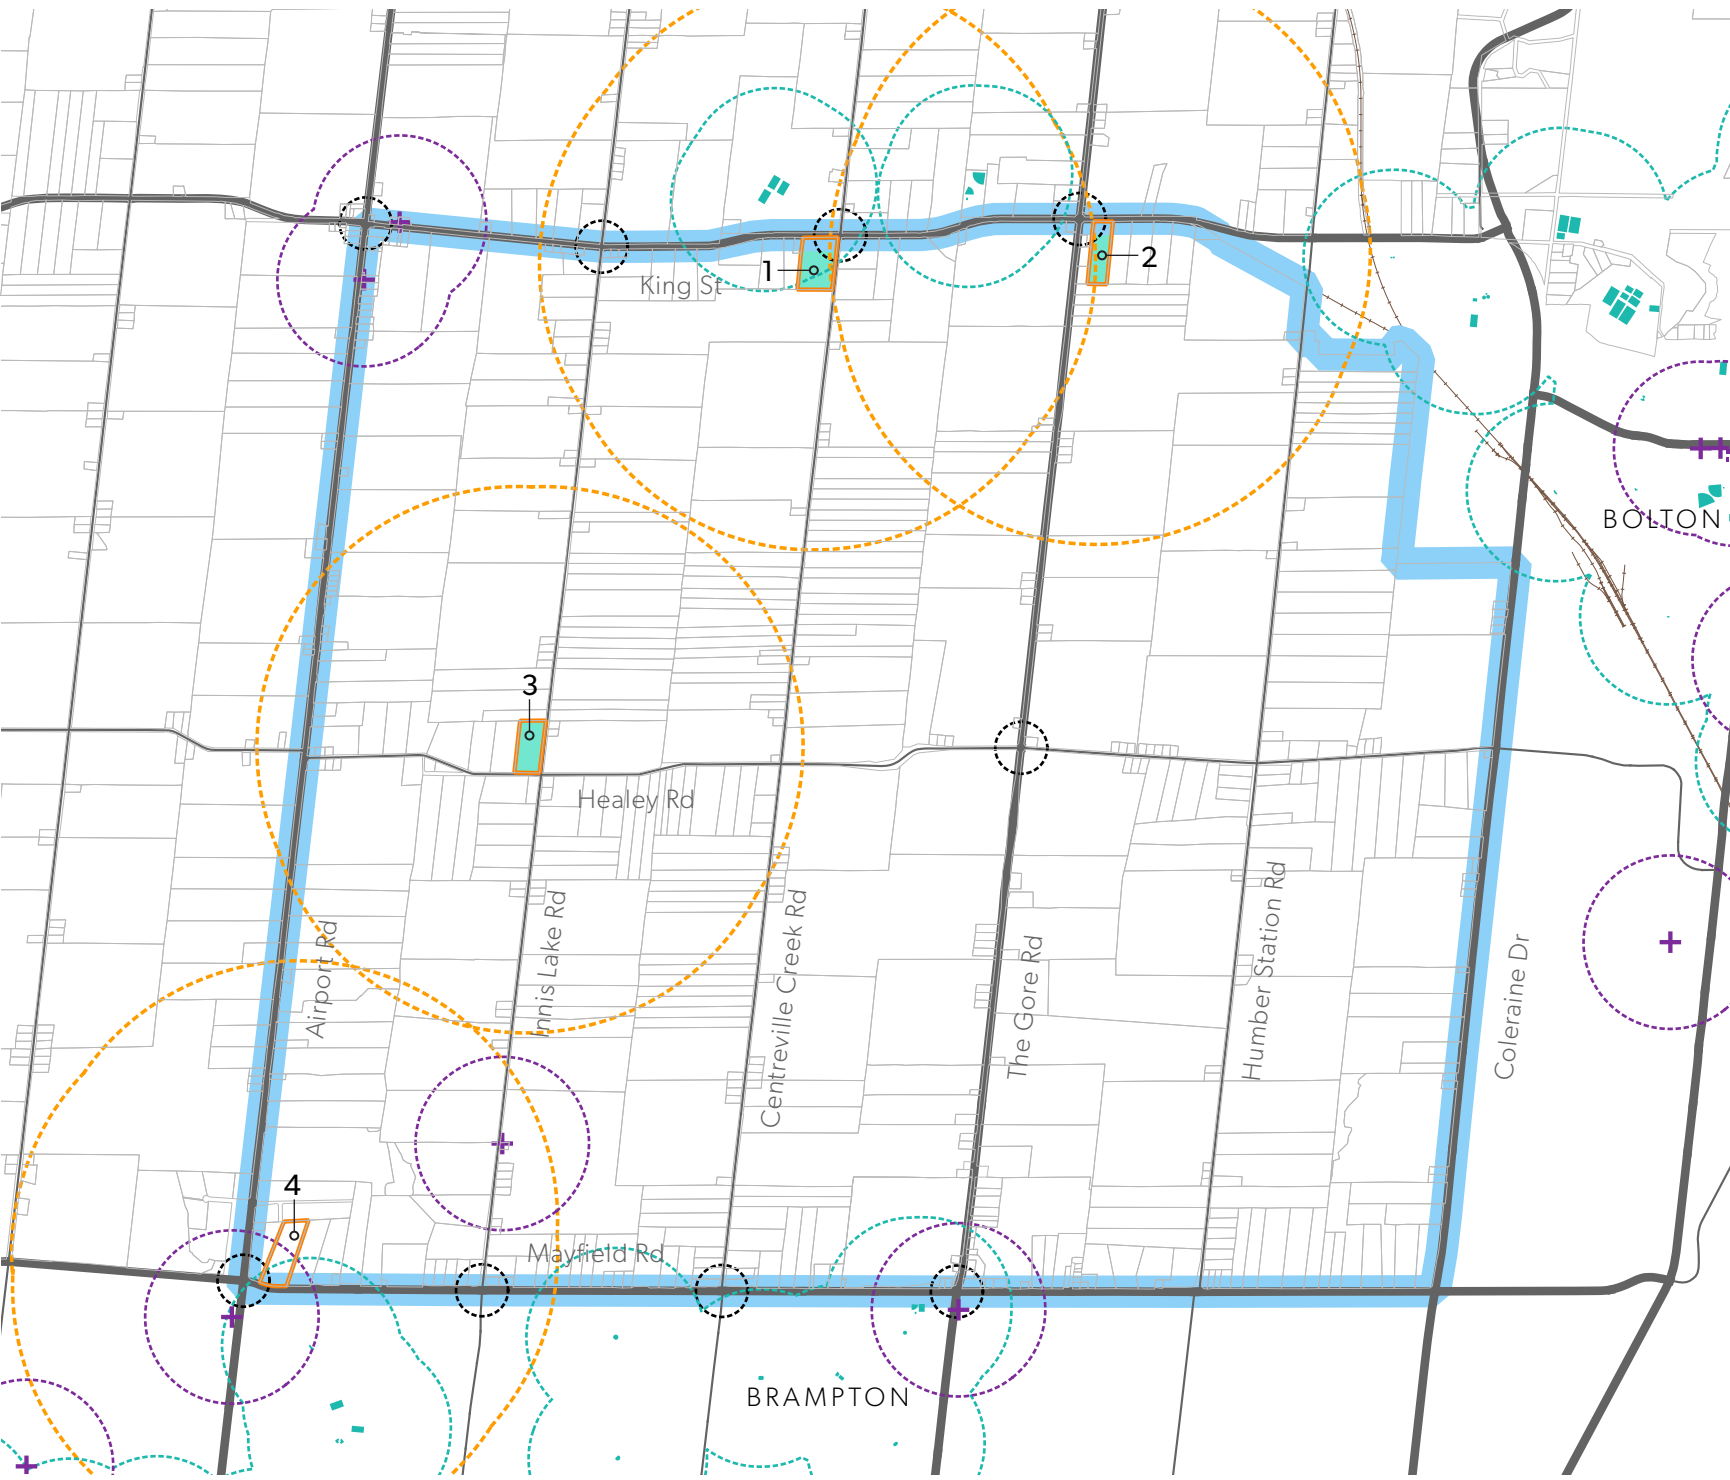 1
King St
2
BOLTON
3
Healey Rd
Airport Rd
Innis Lake Rd
Centreville Creek Rd
The Gore Rd
Humber Station Rd
Coleraine Dr
4
Mayfield Rd
BRAMPTON